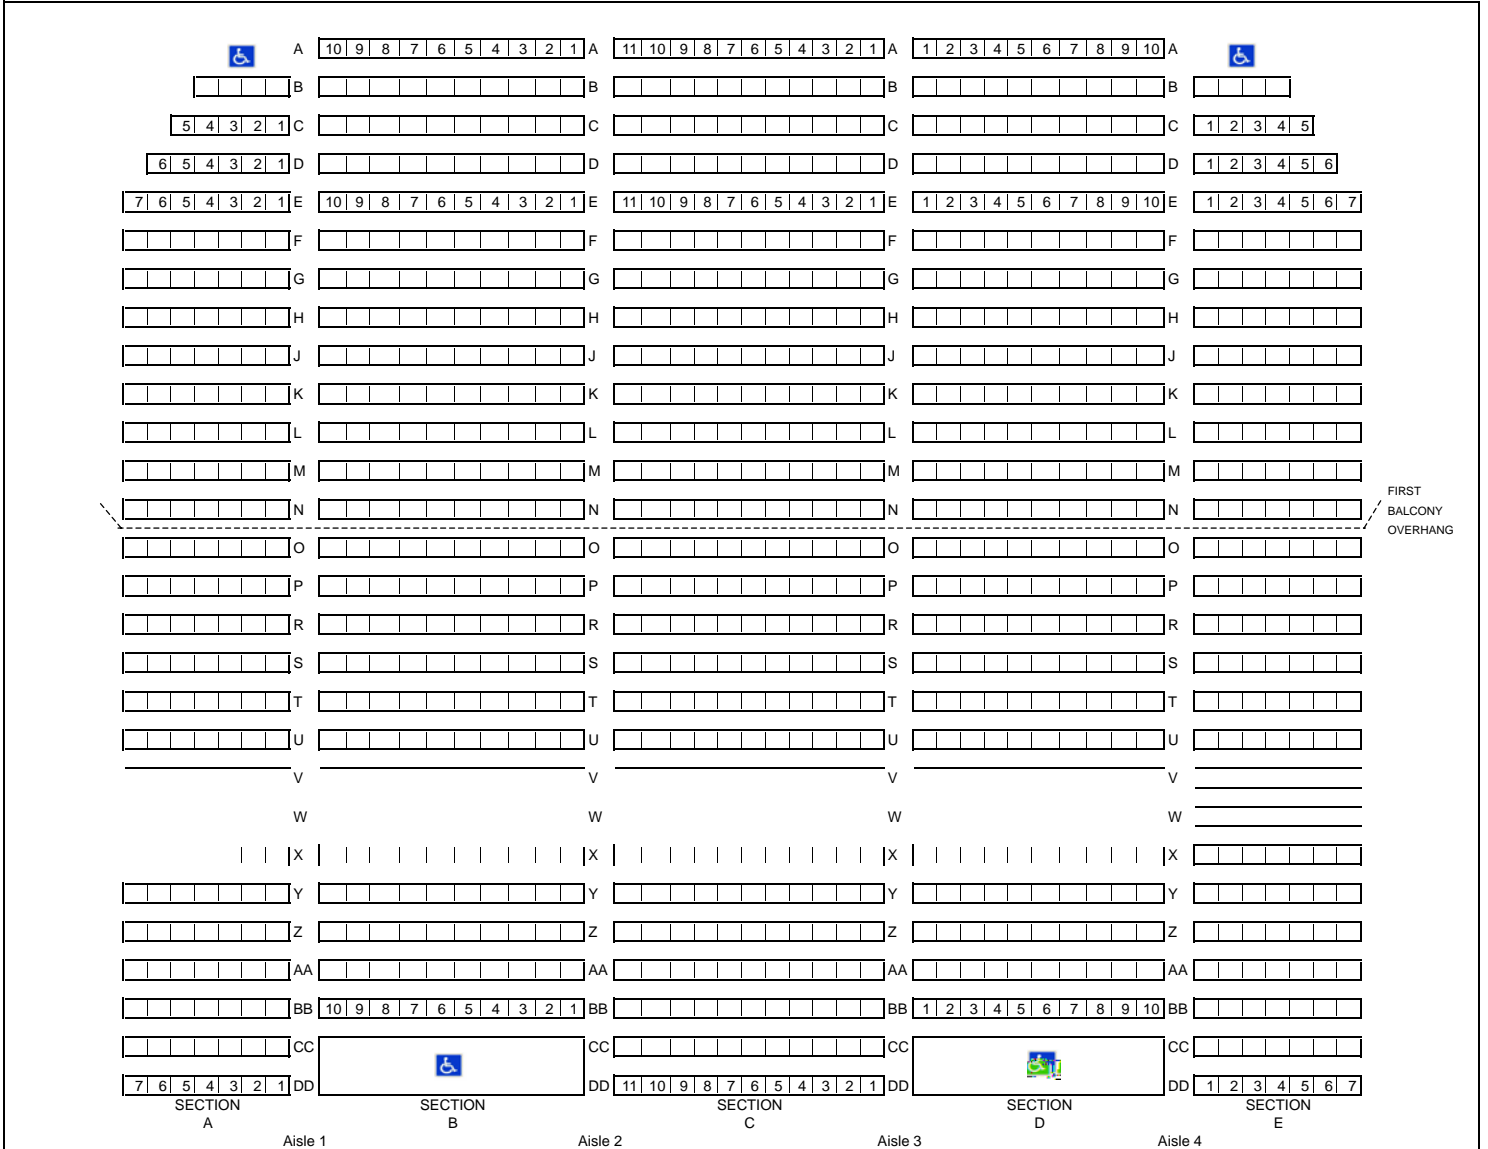 A 10 9 8 7 6 5 4 3 2 1 A 11 10 9 8 7 6 5 4 3 2 1 A 1 2 3 4 5 6 7 8 9 10 A
B B B B
5 4 3 2 1 C C C C 1 2 3 4 5
6 5 4 3 2 1 D D D D 1 2 3 4 5 6
7 6 5 4 3 2 1 E 10 9 8 7 6 5 4 3 2 1 E 11 10 9 8 7 6 5 4 3 2 1 E 1 2 3 4 5 6 7 8 9 10 E 1 2 3 4 5 6 7
F F F F
G G G G
H H H H
J J J J
K K K K
L L L L
M M M M
N N N N
FIRST
BALCONY
OVERHANG
O O O O
P P P P
R R R R
S S S S
T T T T
U U U U
V V V V
W W W W
X X X X
Y Y Y Y
Z Z Z Z
AA AA AA AA
BB 10 9 8 7 6 5 4 3 2 1 BB BB 1 2 3 4 5 6 7 8 9 10 BB
CC CC CC CC
7 6 5 4 3 2 1 DD DD 11 10 9 8 7 6 5 4 3 2 1 DD DD 1 2 3 4 5 6 7
SECTION SECTION SECTION SECTION SECTION
A B C D E
Aisle 1 Aisle 2 Aisle 3 Aisle 4